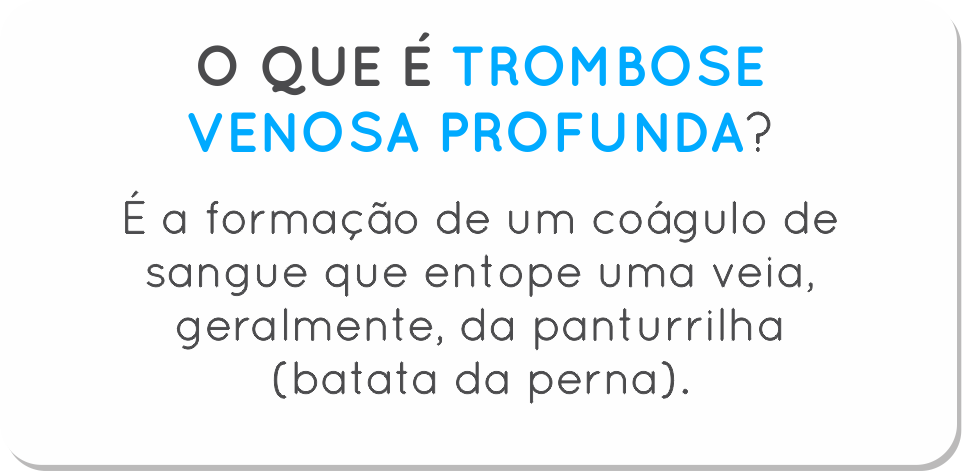 O QUE É TROMBOSE
VENOSA PROFUNDA?
É a formação de um coágulo de
sangue que entope uma veia,
geralmente, da panturrilha
(batata da perna).